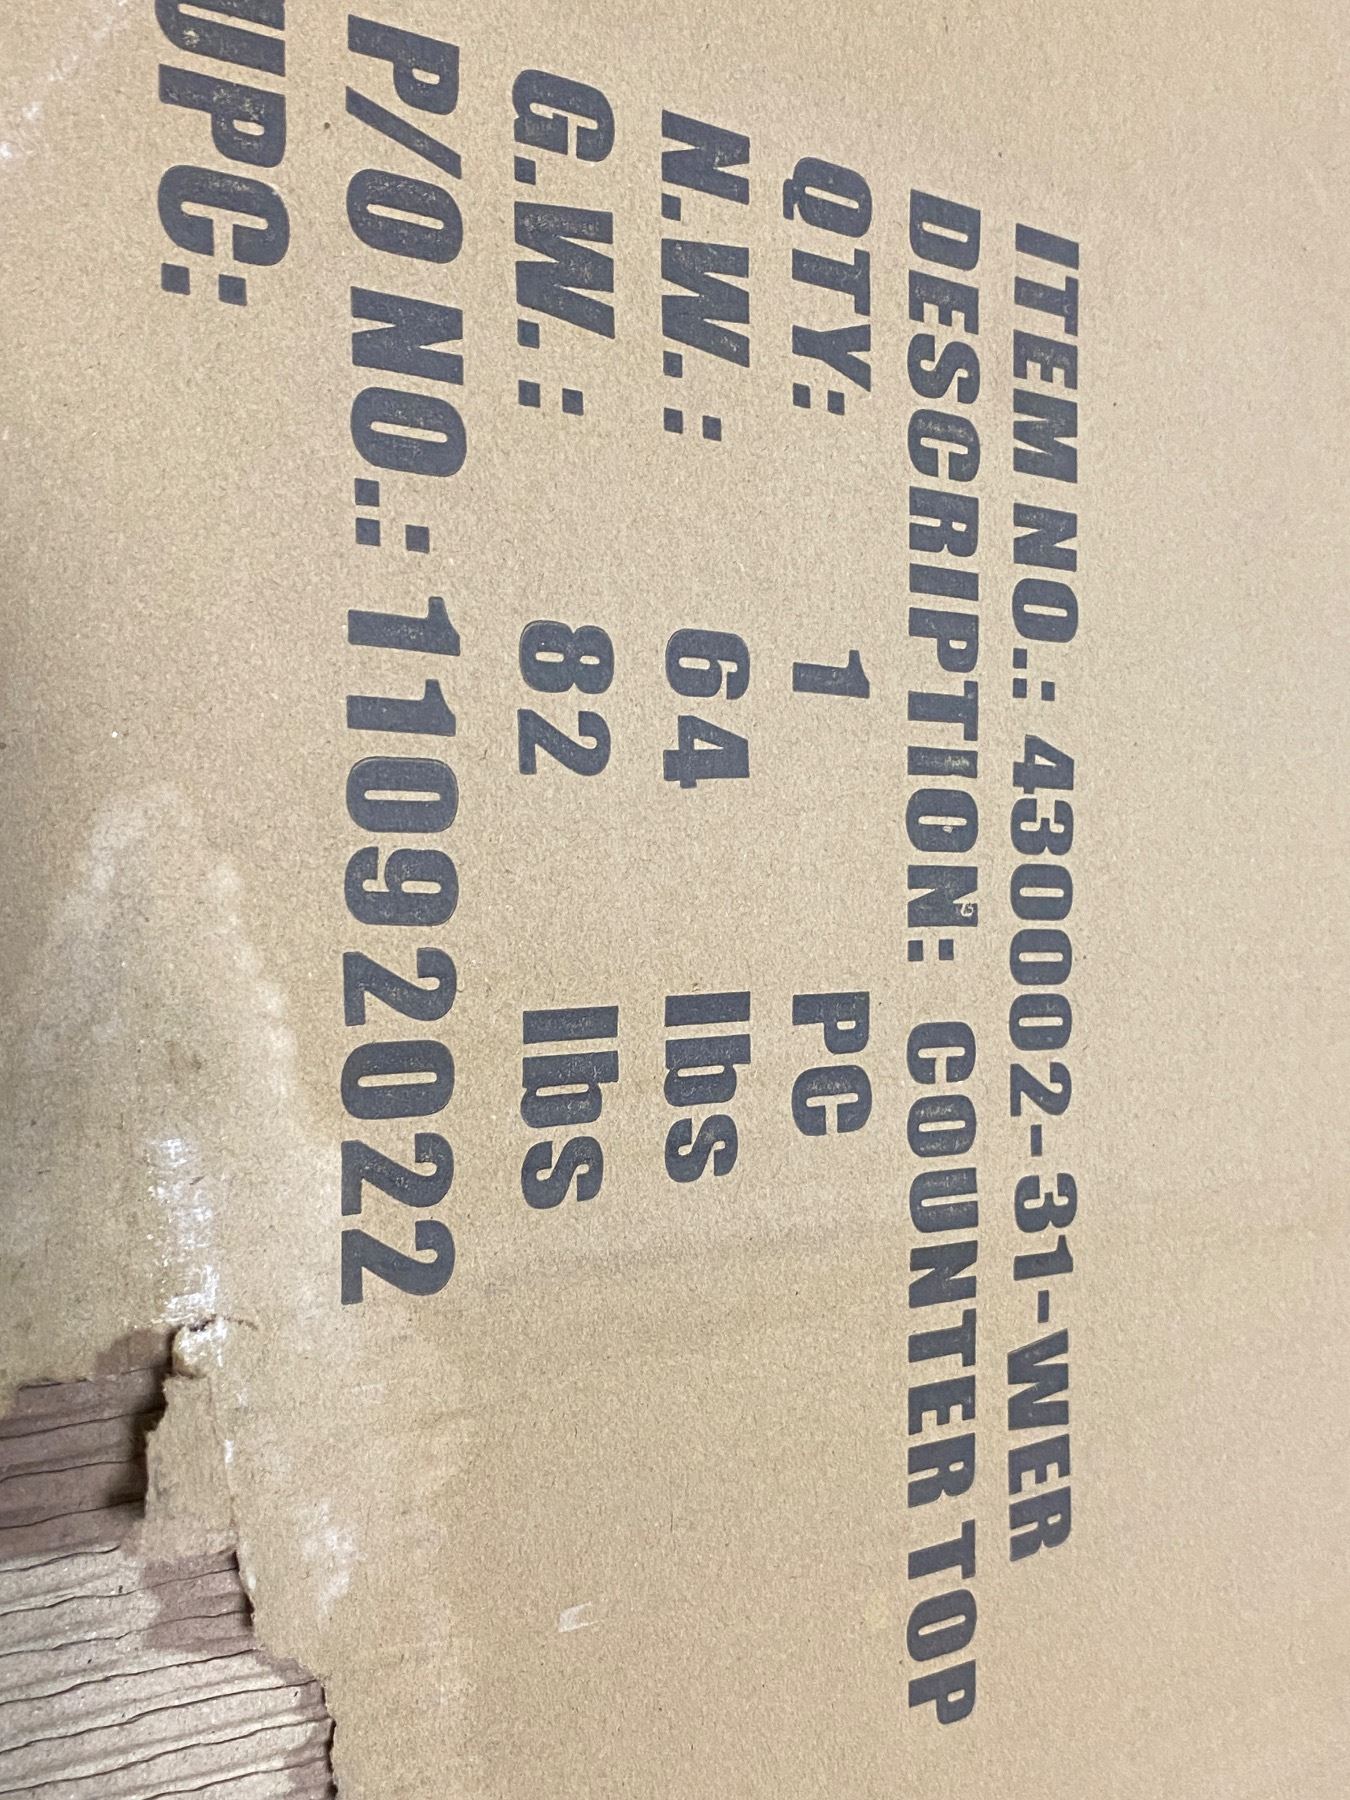 ITEM NO.: 430002-31-WER
DESCRIPTION: COUNTER TOP
QTY: 1 PC
N.W.: 64 lbs
G.W.: 82 lbs
P/O NO.: 11092022
UPC: